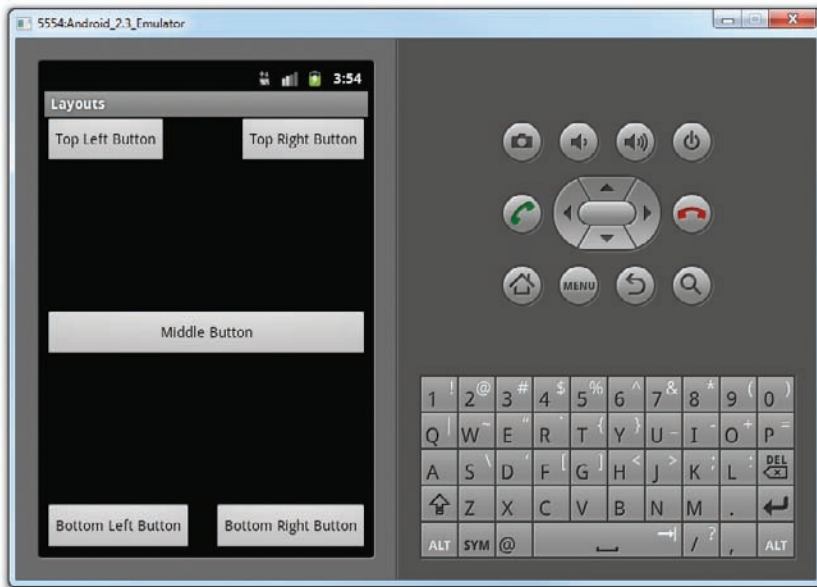 5554:Android_2.3_Emulator
3:54
Layouts
Top Left Button Top Right Button
Middle Button
Bottom Left Button Bottom Right Button
MENU
1 ! 2 @ 3 # 4 $ 5 % 6 ^ 7 & 8 * 9 ( 0 )
Q | W ~ E " R ` T { Y } U _ I - O + P =
A S \ D ' F [ G ] H < J > K ; L : DEL
Z X C V B N M .
ALT SYM @ / ? , ALT